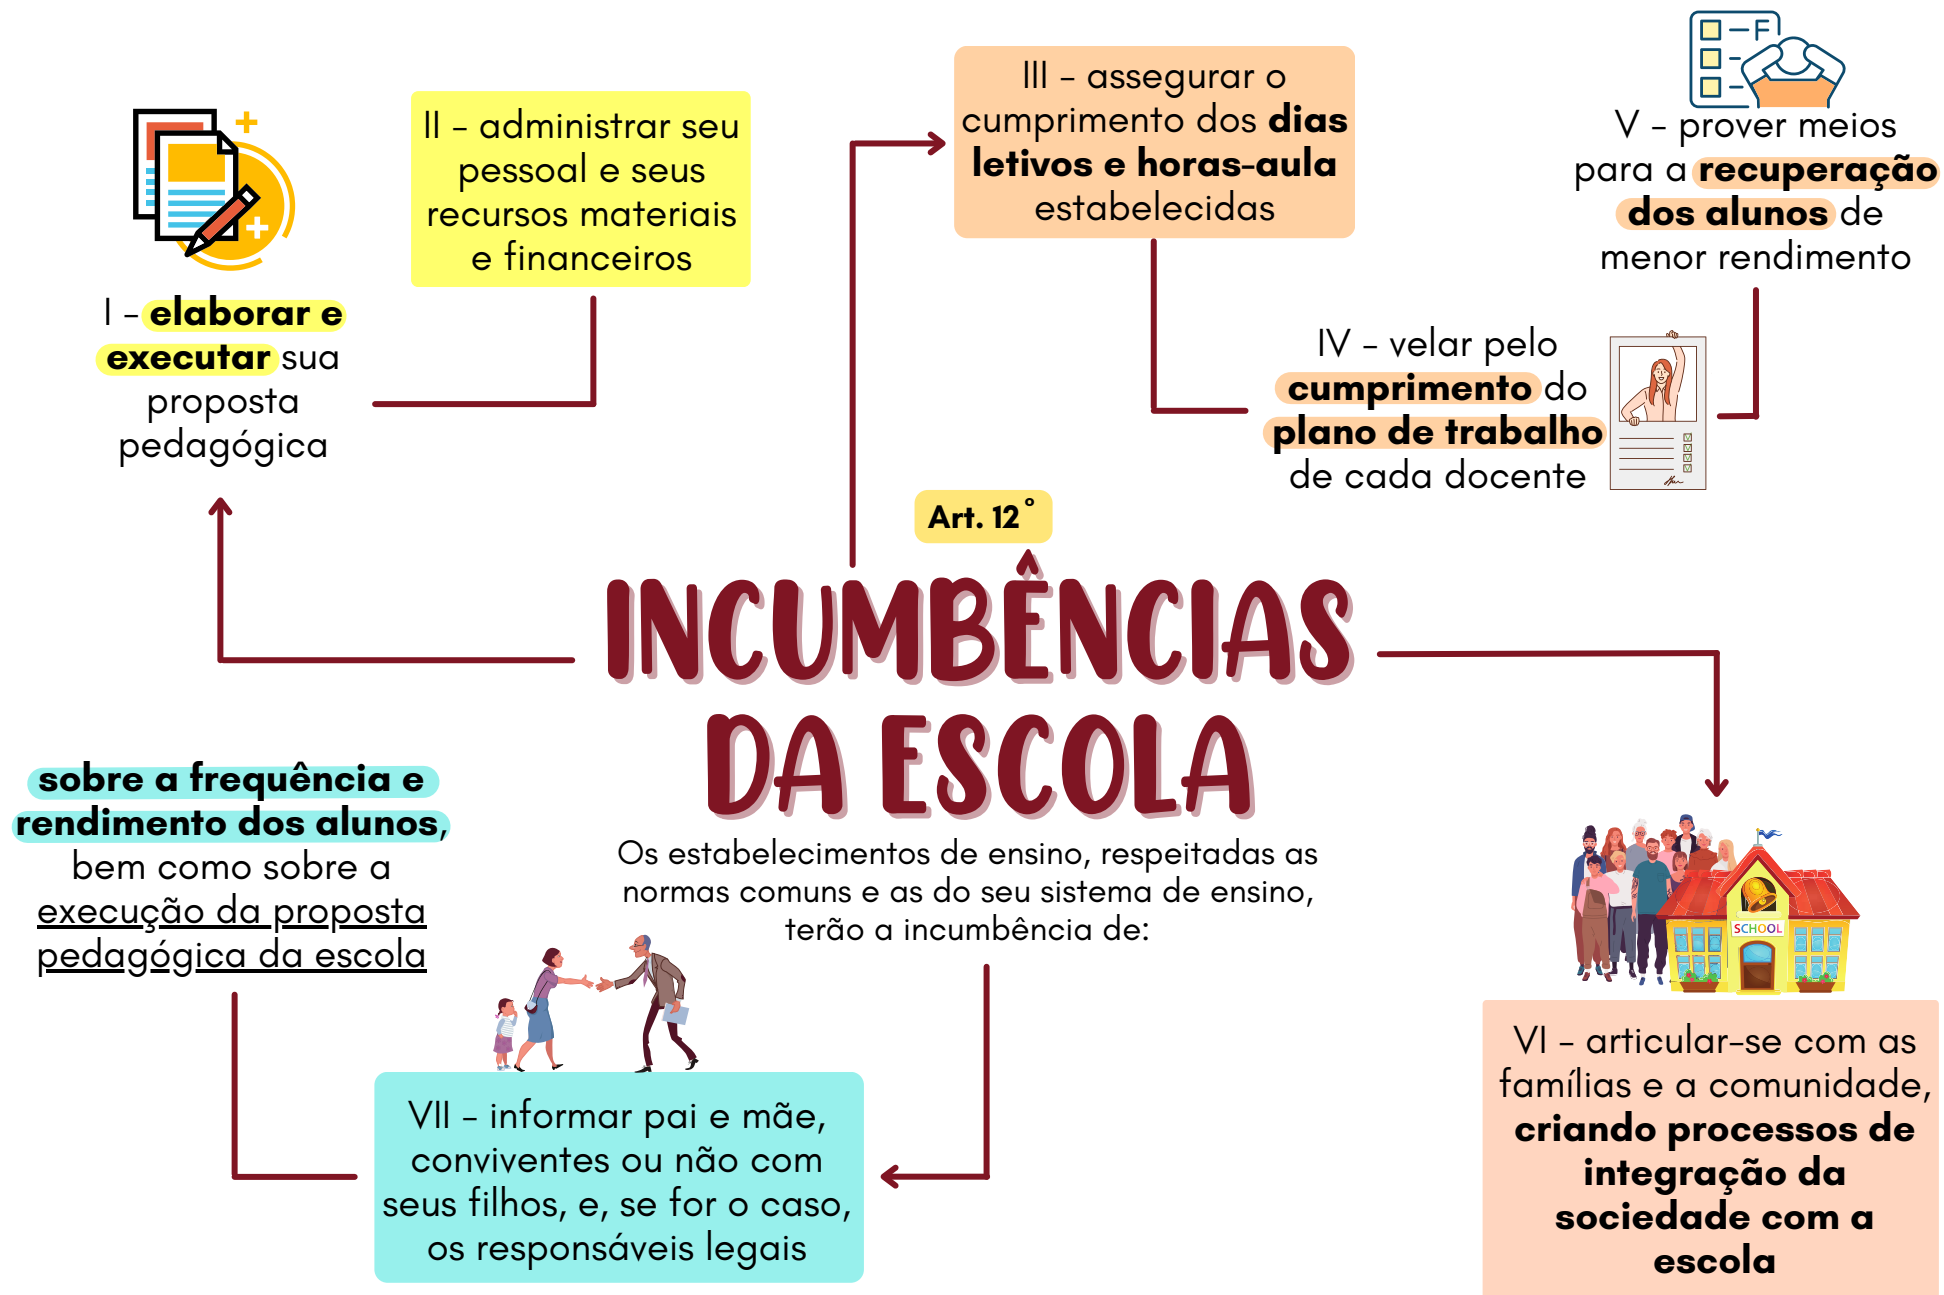 Art. 12°
INCUMBÊNCIAS
DA ESCOLA
Os estabelecimentos de ensino, respeitadas as
normas comuns e as do seu sistema de ensino,
terão a incumbência de:
I - elaborar e
executar sua
proposta
pedagógica
II - administrar seu
pessoal e seus
recursos materiais
e financeiros
III - assegurar o
cumprimento dos dias
letivos e horas-aula
estabelecidas
IV - velar pelo
cumprimento do
plano de trabalho
de cada docente
F
V - prover meios
para a recuperação
dos alunos de
menor rendimento
SCHOOL
VI - articular-se com as
famílias e a comunidade,
criando processos de
integração da
sociedade com a
escola
VII - informar pai e mãe,
conviventes ou não com
seus filhos, e, se for o caso,
os responsáveis legais
sobre a frequência e
rendimento dos alunos,
bem como sobre a
execução da proposta
pedagógica da escola